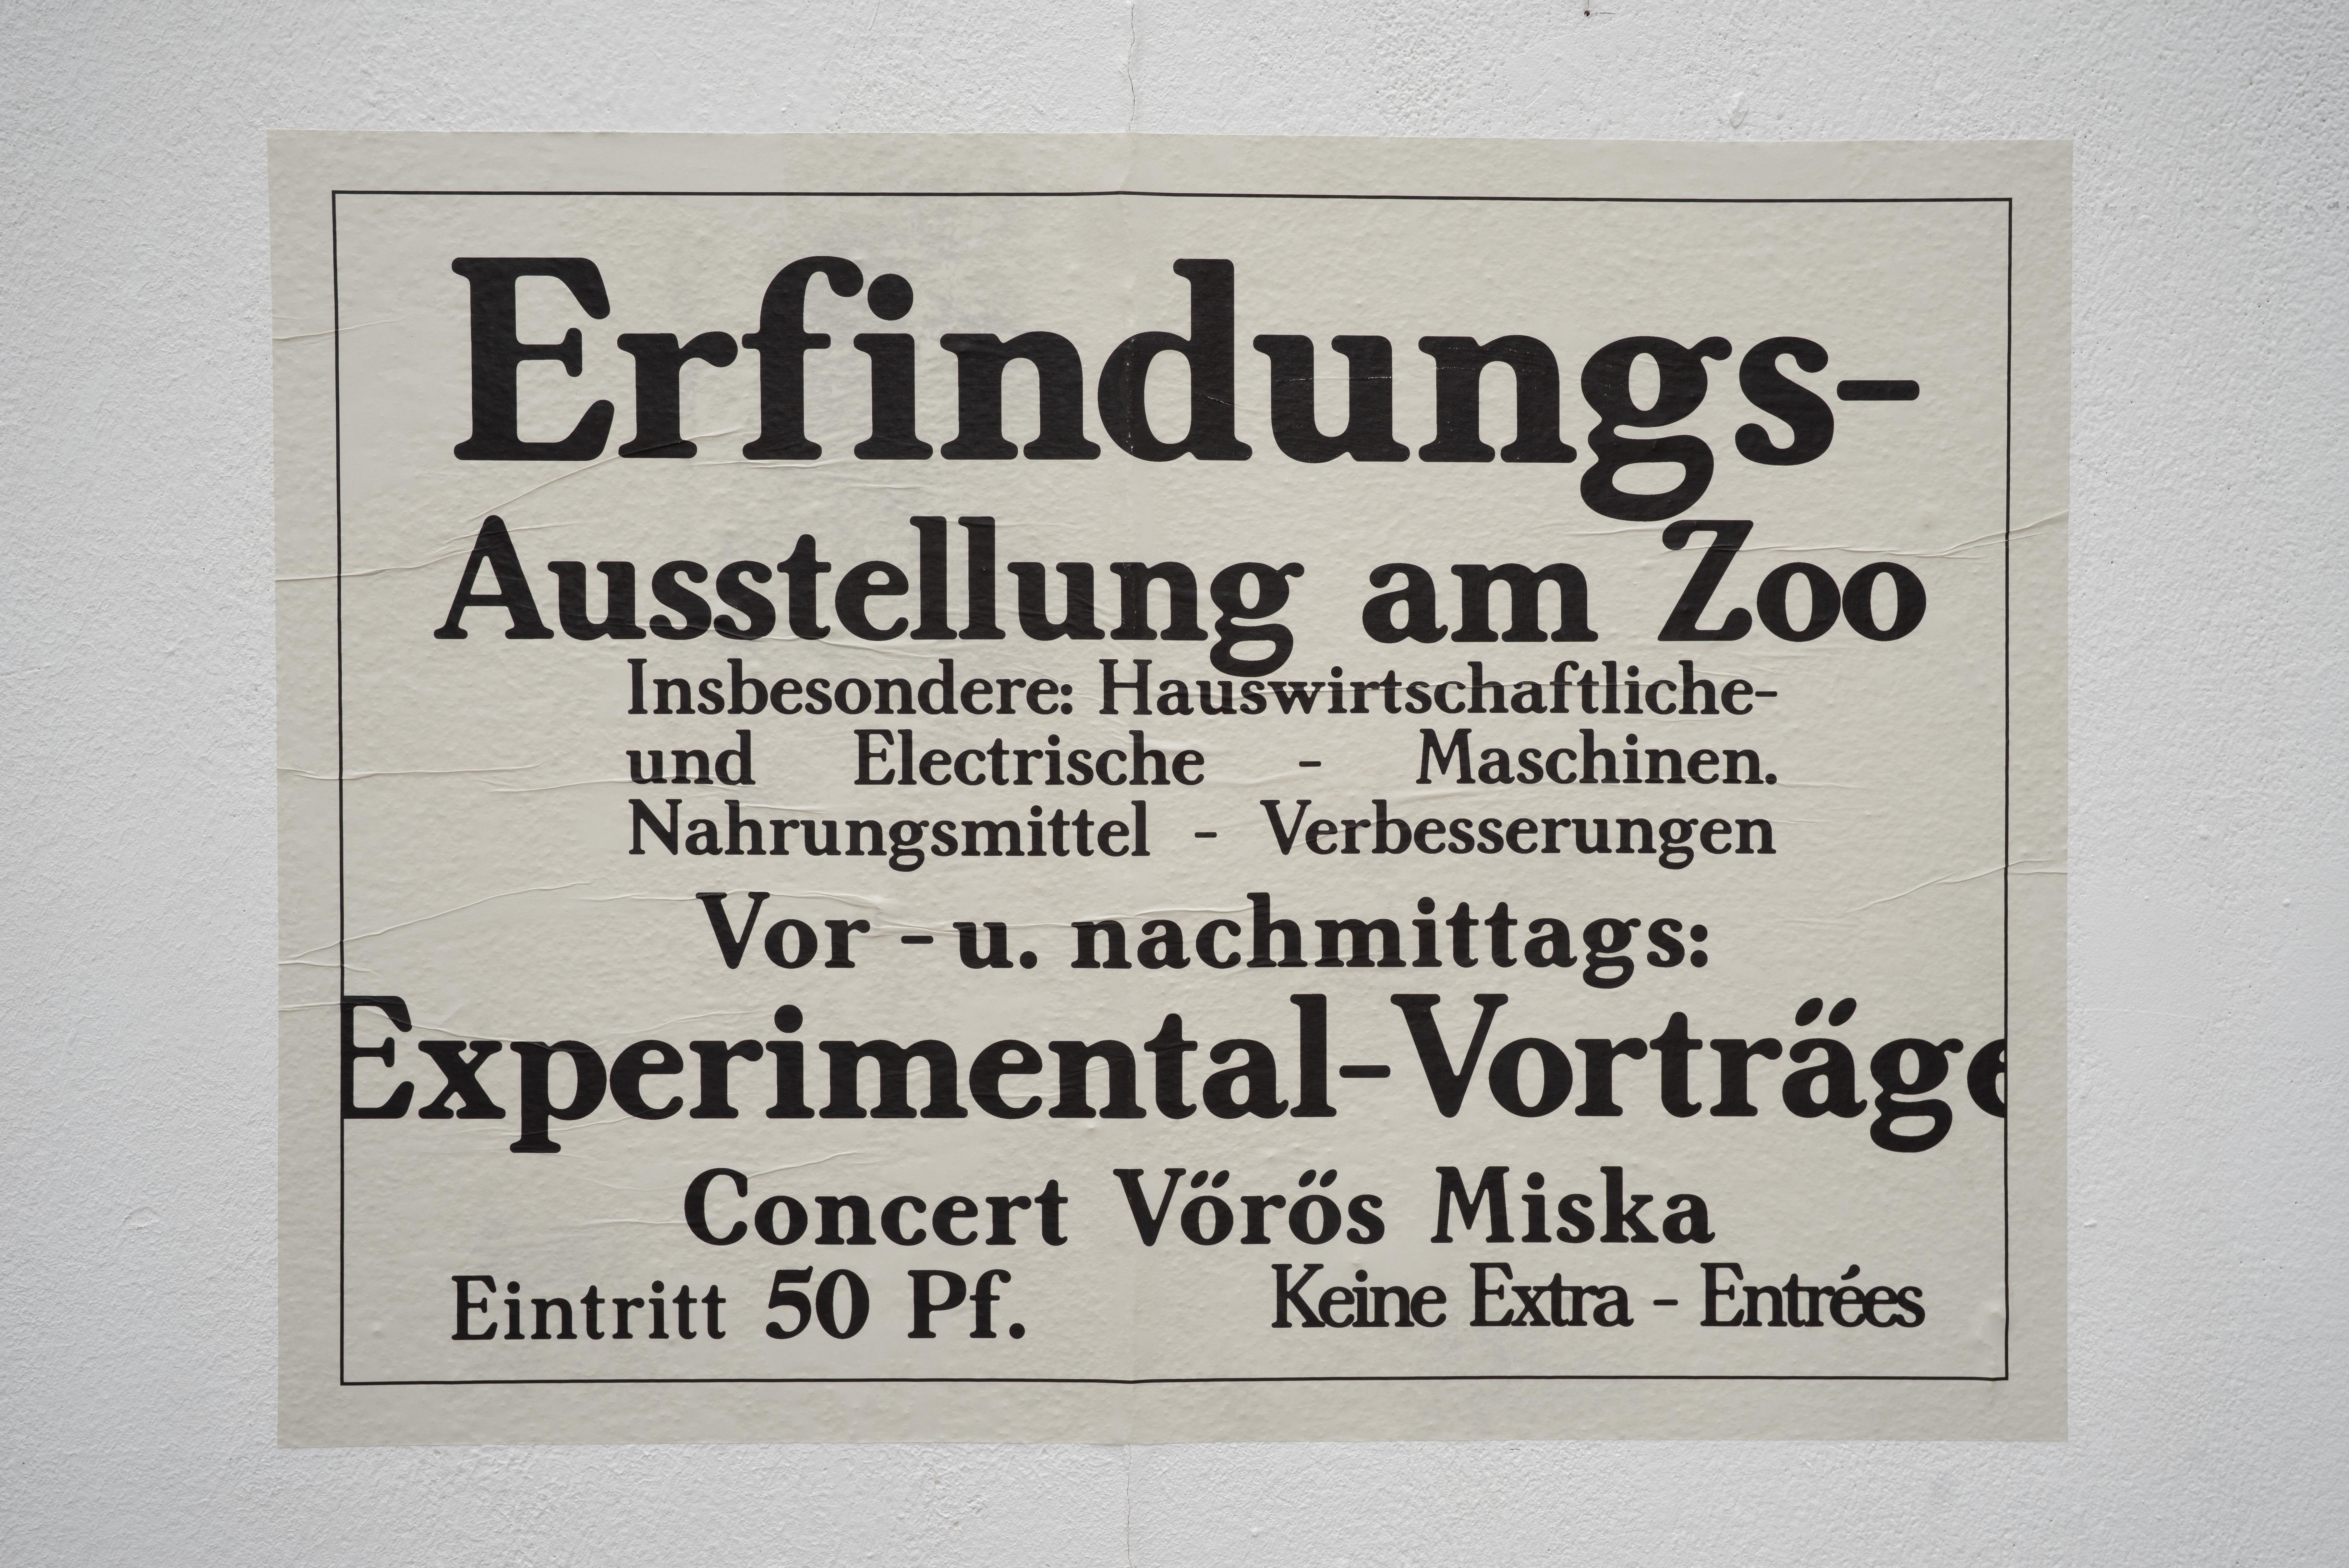 Erfindungs-
Ausstellung am Zoo
Insbesondere: Hauswirtschaftliche-
und Electrische - Maschinen.
Nahrungsmittel - Verbesserungen
Vor - u. nachmittags:
Experimental-Vorträge
Concert Vörös Miska
Eintritt 50 Pf. Keine Extra - Entrées